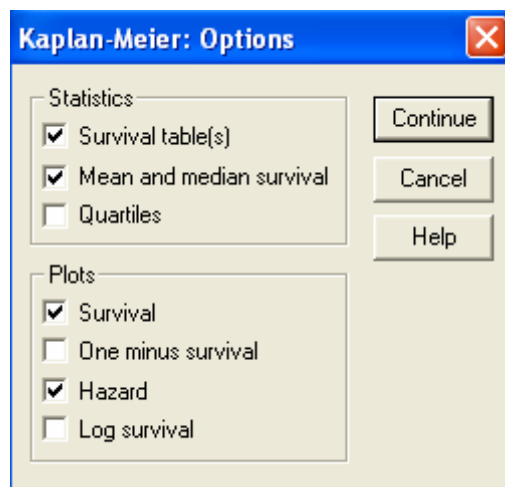 Kaplan-Meier: Options
Statistics
Survival table(s)
Mean and median survival
Quartiles
Plots
Survival
One minus survival
Hazard
Log survival
Continue
Cancel
Help